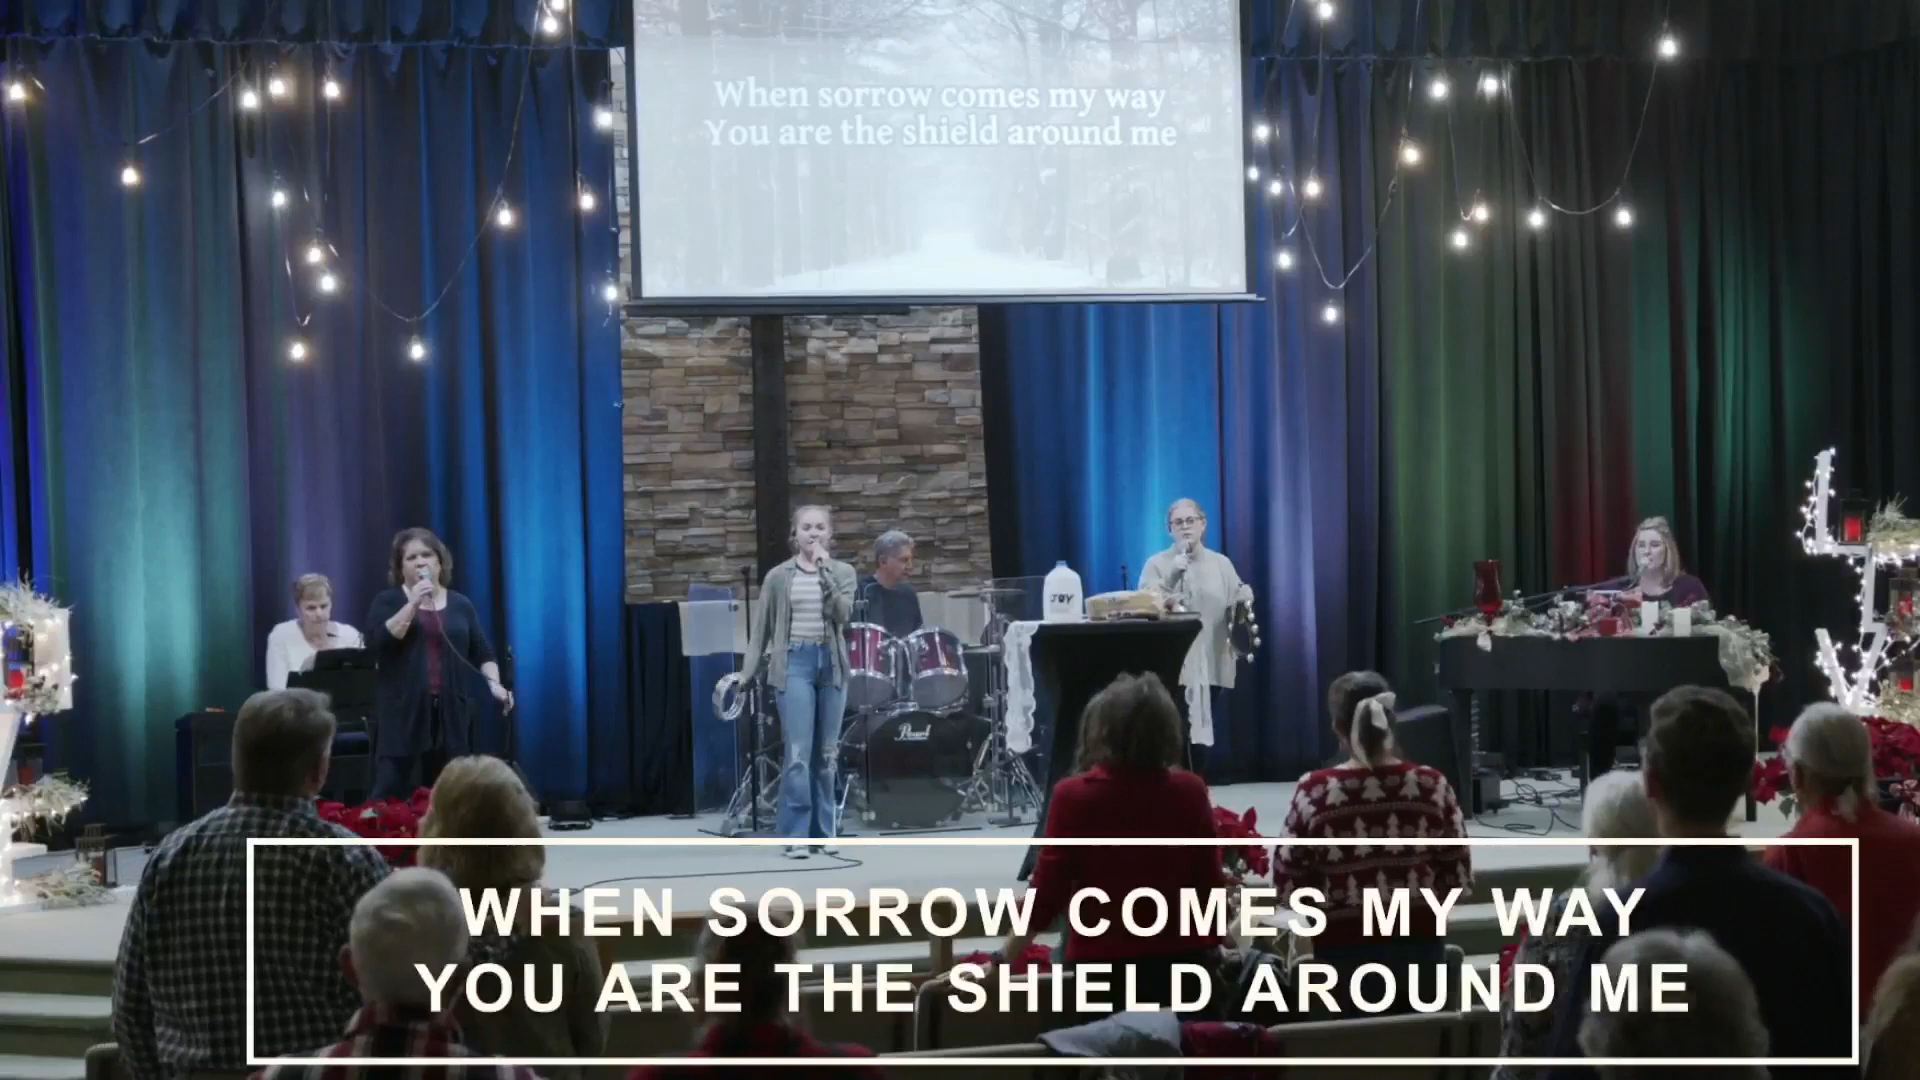 When sorrow comes my way
You are the shield around me
JOY
Pearl
WHEN SORROW COMES MY WAY
YOU ARE THE SHIELD AROUND ME